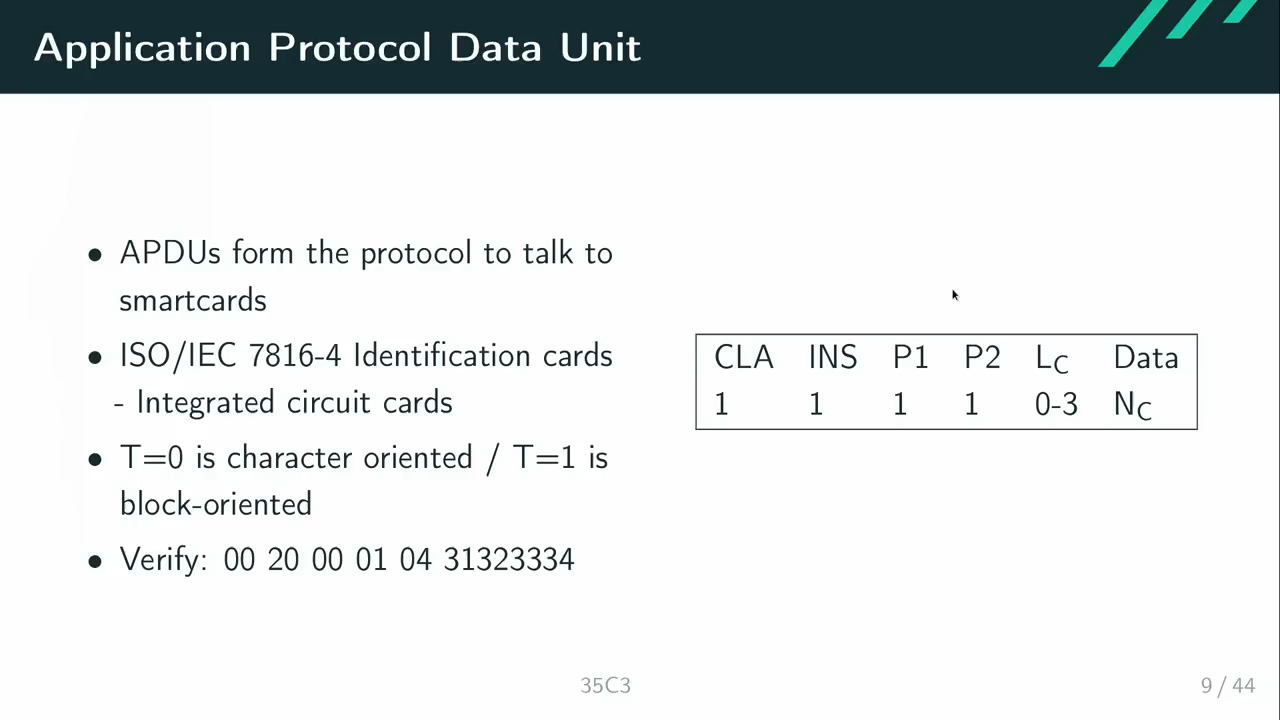 Application Protocol Data Unit
• APDUs form the protocol to talk to
smartcards
• ISO/IEC 7816-4 Identification cards
- Integrated circuit cards
• T=0 is character oriented / T=1 is
block-oriented
• Verify: 00 20 00 01 04 31323334
CLA INS P1 P2 LC Data
1 1 1 1 0-3 NC
35C3
9 / 44